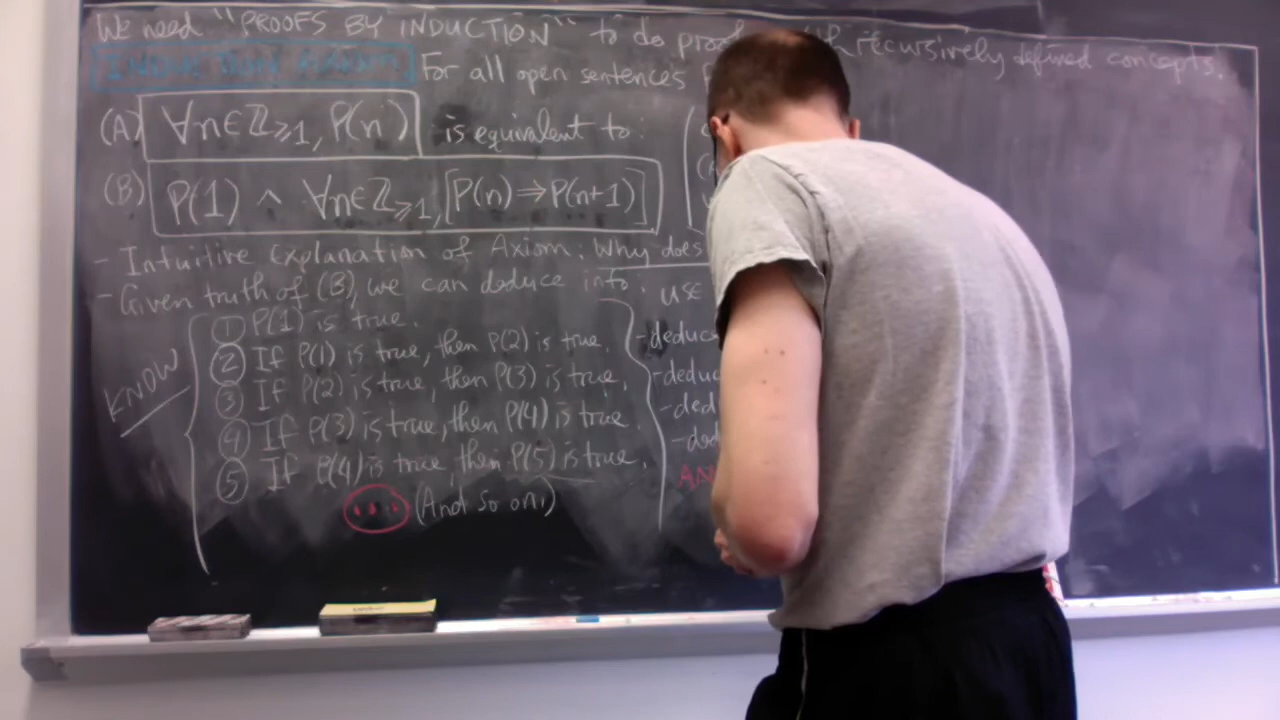 We need "PROOFS BY INDUCTION" to do proof recursively defined concepts.
INDUCTION AXIOM For all open sentences
(A) ∀n∈ℤ≥1, P(n) is equivalent to:
(B) P(1) ∧ ∀n∈ℤ≥1, [P(n)⇒P(n+1)]
- Intuitive Explanation of Axiom: Why does
- Given truth of (B), we can deduce info: use
KNOW
① P(1) is true.
② If P(1) is true, then P(2) is true. -deduce
③ If P(2) is true, then P(3) is true. -deduc
④ If P(3) is true, then P(4) is true. -ded
⑤ If P(4) is true, then P(5) is true. -ded
... (And so on.)